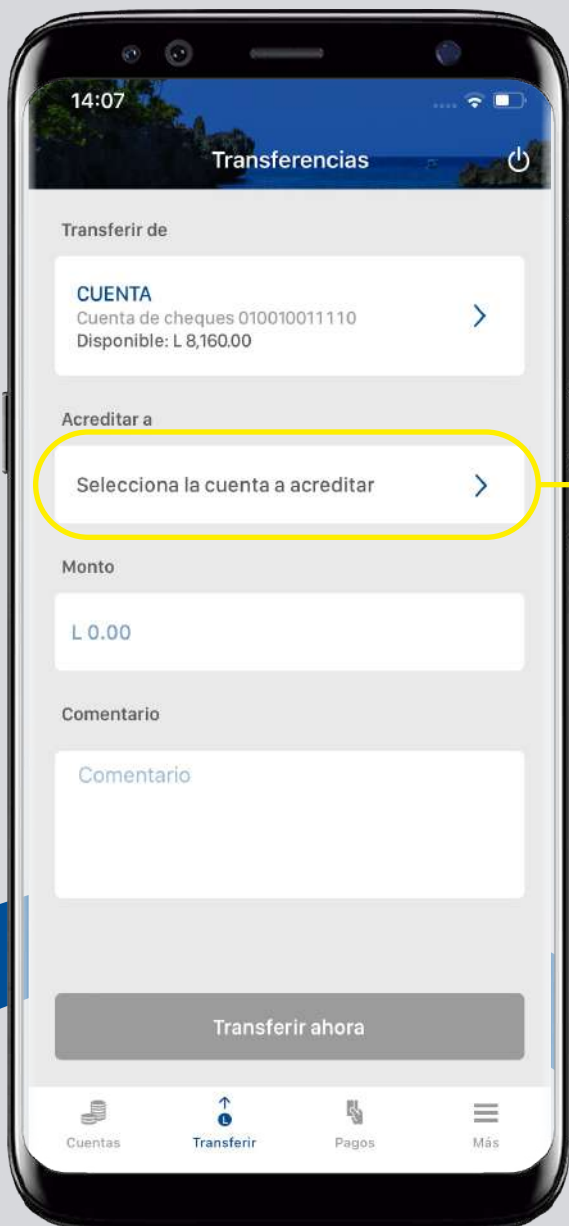 14:07
Transferencias
Transferir de
CUENTA
Cuenta de cheques 010010011110
Disponible: L 8,160.00
Acreditar a
Selecciona la cuenta a acreditar
Monto
L 0.00
Comentario
Comentario
Transferir ahora
L
Cuentas Transferir Pagos Más